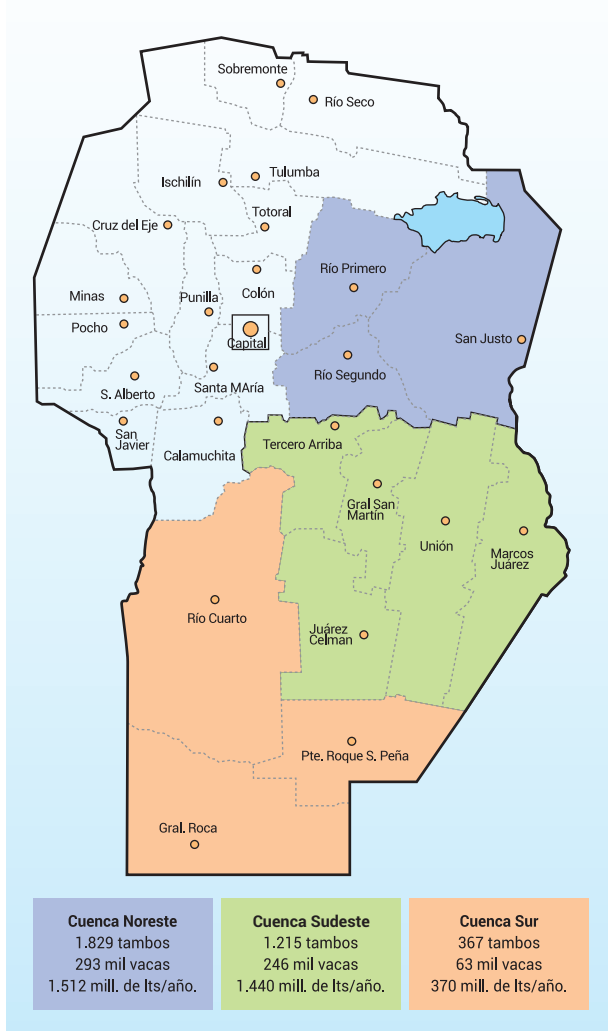 Sobremonte
Río Seco
Tulumba
Ischilín
Totoral
Cruz del Eje
Río Primero
Colón
Minas
Punilla
Pocho
Capital
San Justo
Santa MAría
Río Segundo
S. Alberto
San
Javier
Calamuchita
Tercero Arriba
Gral San
Martín
Unión
Marcos
Juárez
Río Cuarto
Juárez
Celman
Pte. Roque S. Peña
Gral. Roca
Cuenca Noreste
1.829 tambos
293 mil vacas
1.512 mill. de lts/año.
Cuenca Sudeste
1.215 tambos
246 mil vacas
1.440 mill. de lts/año.
Cuenca Sur
367 tambos
63 mil vacas
370 mill. de lts/año.